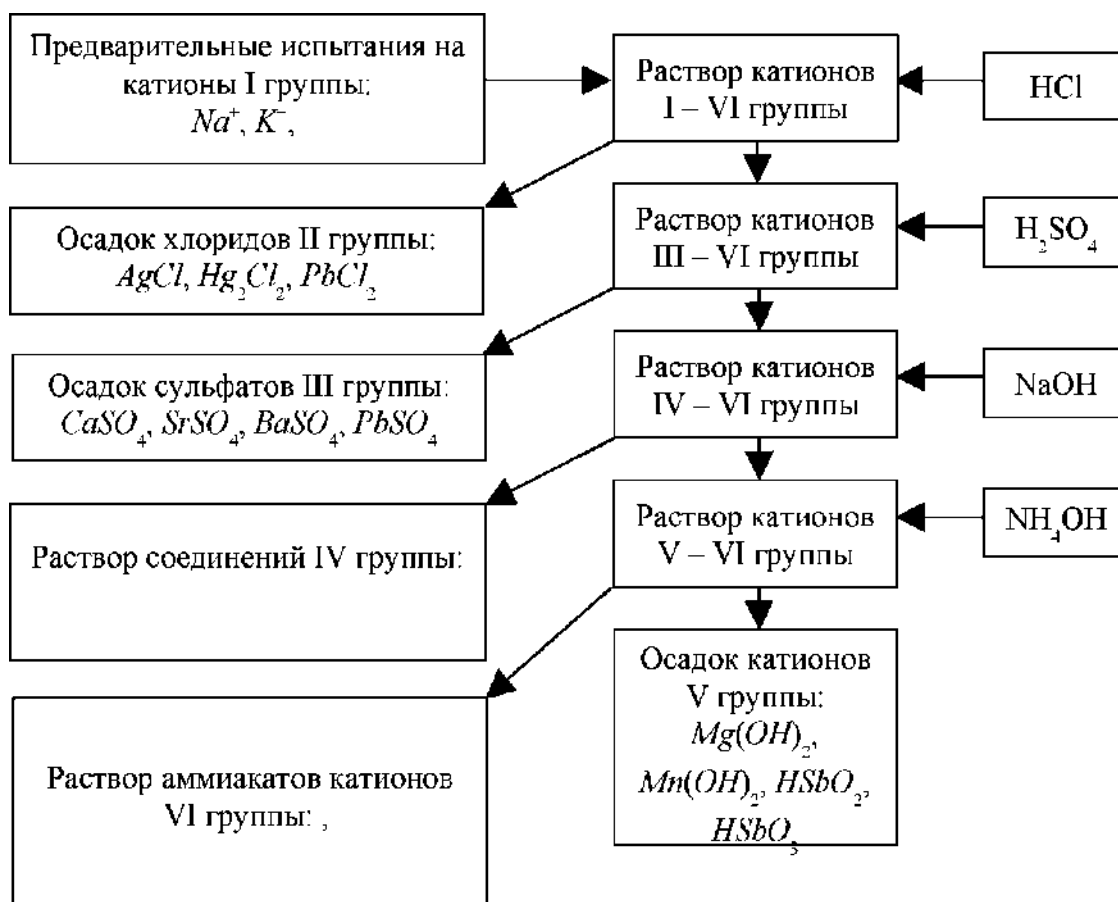 Предварительные испытания на
катионы I группы:
Na⁺, K⁻,
Раствор катионов
I – VI группы
HCl
Осадок хлоридов II группы:
AgCl, Hg₂Cl₂, PbCl₂
Раствор катионов
III – VI группы
H₂SO₄
Осадок сульфатов III группы:
CaSO₄, SrSO₄, BaSO₄, PbSO₄
Раствор катионов
IV – VI группы
NaOH
Раствор соединений IV группы:
Раствор катионов
V – VI группы
NH₄OH
Раствор аммиакатов катионов
VI группы: ,
Осадок катионов
V группы:
Mg(OH)₂,
Mn(OH)₂, HSbO₂,
HSbO₃